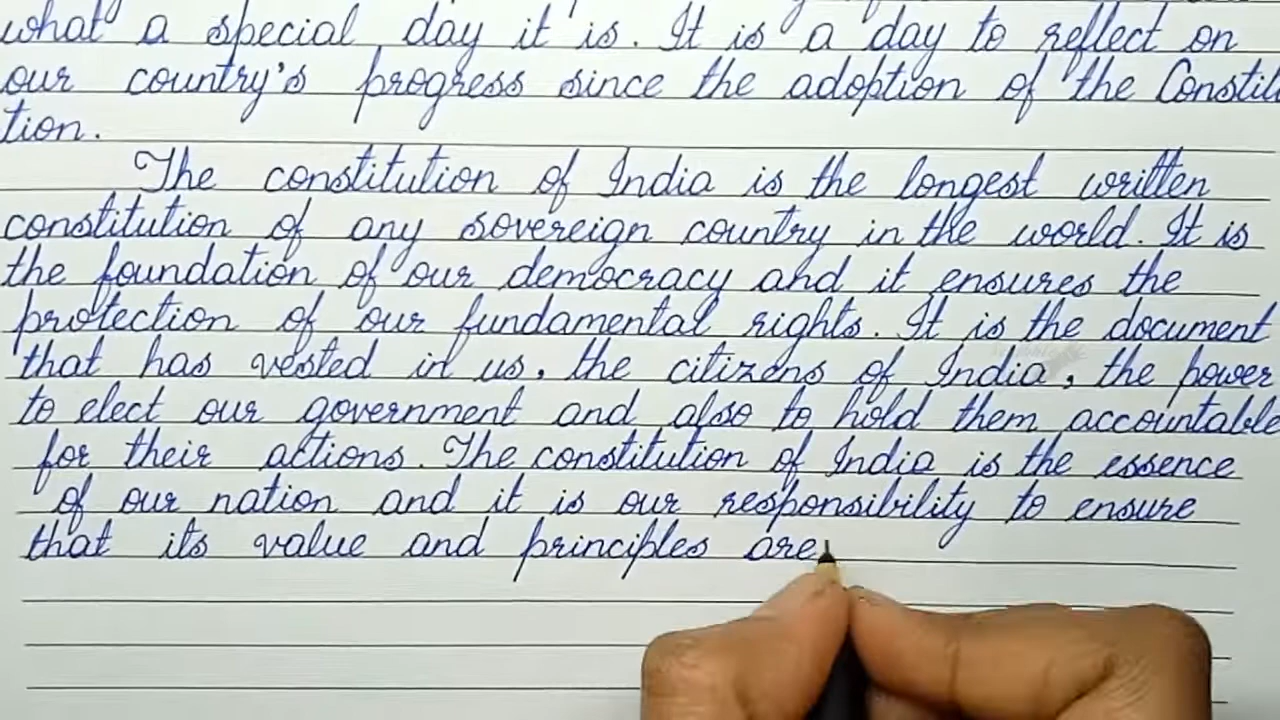 what a special day it is. It is a day to reflect on
our country's progress since the adoption of the Constitu
tion.
The constitution of India is the longest written
constitution of any sovereign country in the world. It is
the foundation of our democracy and it ensures the
protection of our fundamental rights. It is the document
that has vested in us, the citizens of India, the power
to elect our government and also to hold them accountable
for their actions. The constitution of India is the essence
of our nation and it is our responsibility to ensure
that its value and principles are